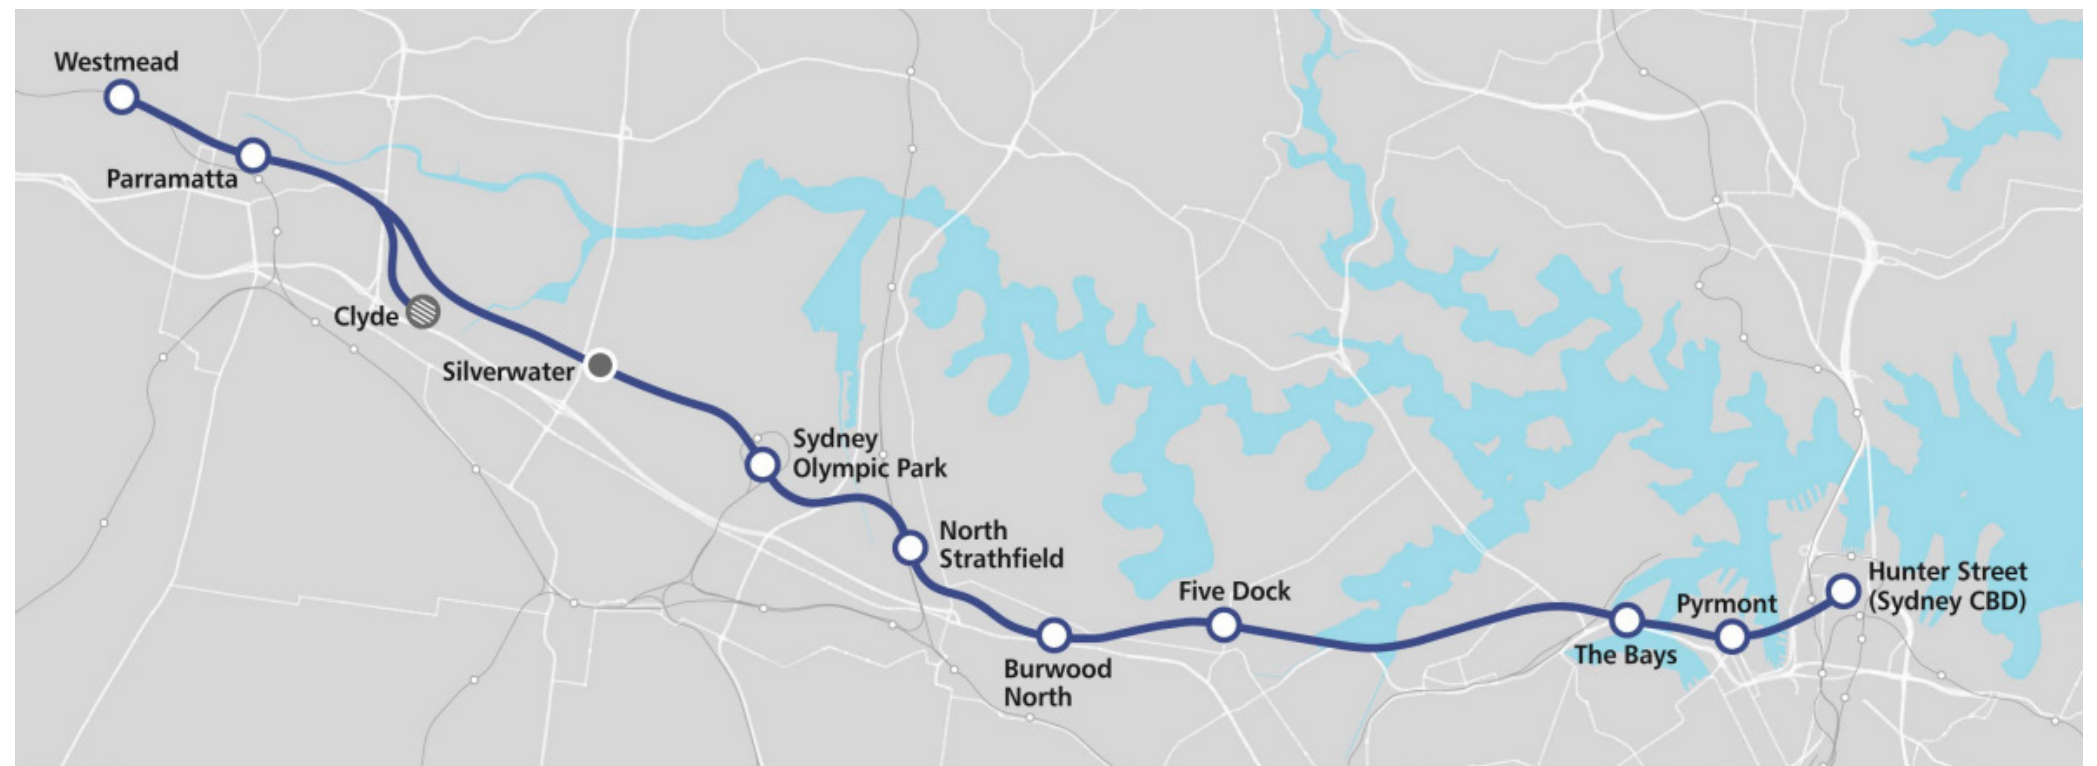 Westmead
Parramatta
Clyde
Silverwater
Sydney
Olympic Park
North
Strathfield
Burwood
North
Five Dock
The Bays
Pyrmont
Hunter Street
(Sydney CBD)